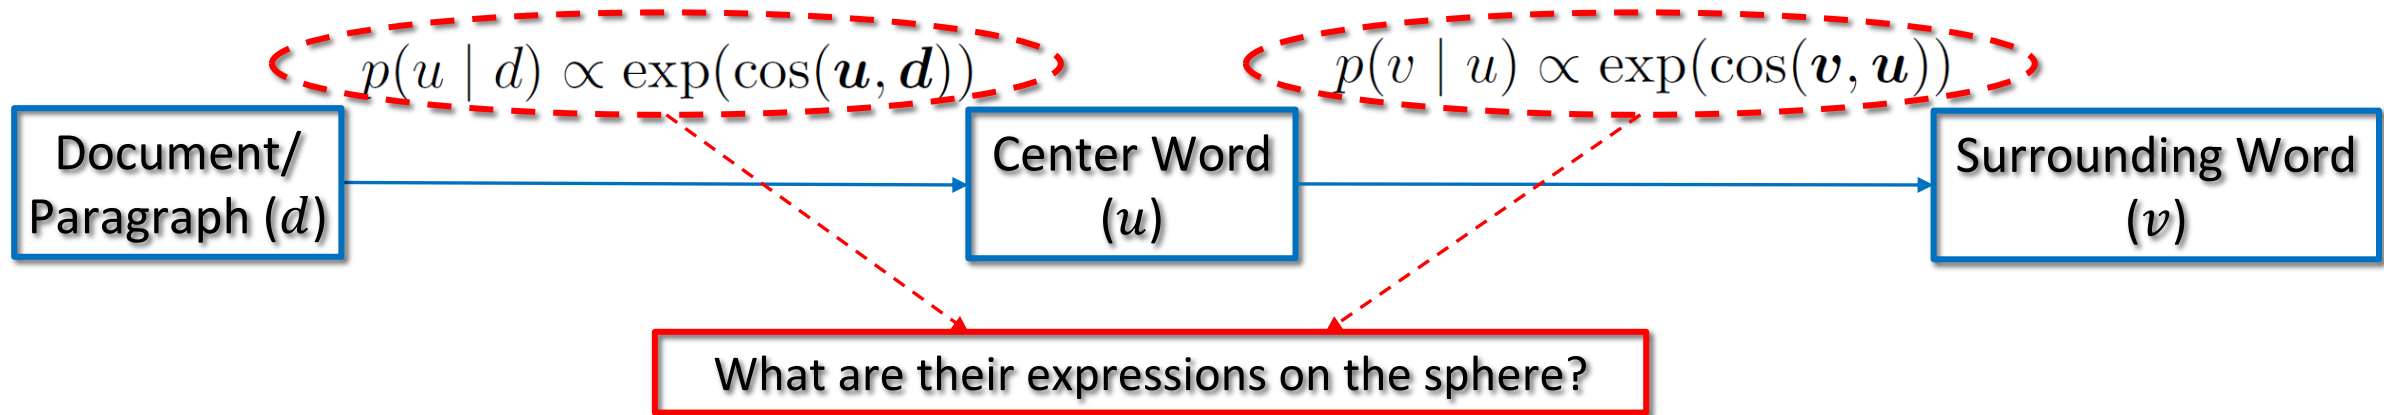 p(u | d) ∝ exp(cos(u, d))
p(v | u) ∝ exp(cos(v, u))
Document/
Paragraph (d)
Center Word
(u)
Surrounding Word
(v)
What are their expressions on the sphere?